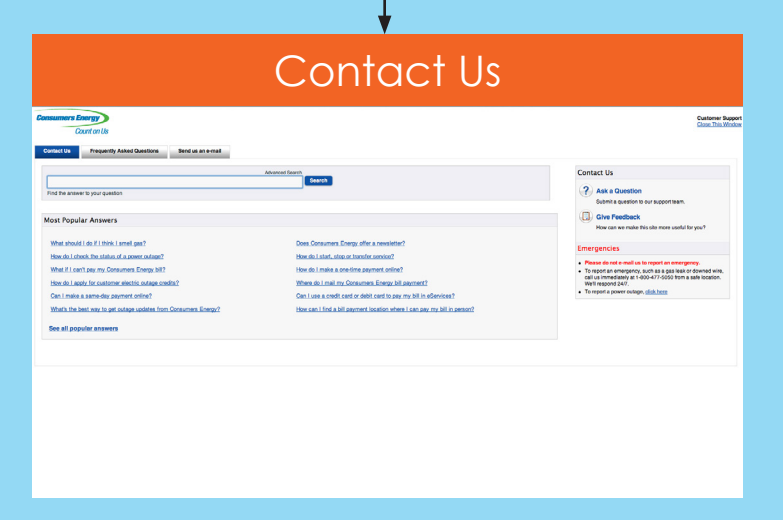 Contact Us
Consumers Energy
Count on Us
Customer Support
Close This Window
Contact Us
Frequently Asked Questions
Send us an e-mail
Advanced Search
Search
Find the answer to your question
Most Popular Answers
What should I do if I think I smell gas?
How do I check the status of a power outage?
What if I can't pay my Consumers Energy bill?
How do I apply for customer electric outage credits?
Can I make a same-day payment online?
What's the best way to get outage updates from Consumers Energy?
Does Consumers Energy offer a newsletter?
How do I start, stop or transfer service?
How do I make a one-time payment online?
Where do I mail my Consumers Energy bill payment?
Can I use a credit card or debit card to pay my bill in eServices?
How can I find a bill payment location where I can pay my bill in person?
See all popular answers
Contact Us
Ask a Question
Submit a question to our support team.
Give Feedback
How can we make this site more useful for you?
Emergencies
Please do not e-mail us to report an emergency.
To report an emergency, such as a gas leak or downed wire,
call us immediately at 1-800-477-5050 from a safe location.
We'll respond 24/7.
To report a power outage, click here